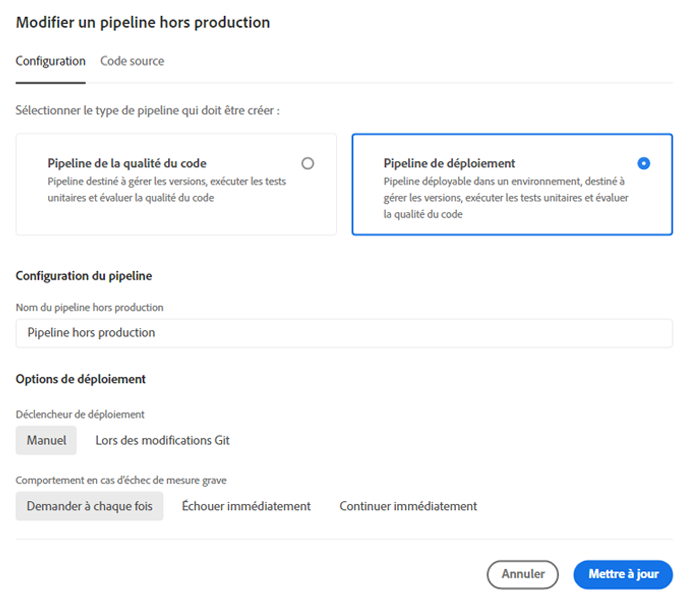 Modifier un pipeline hors production
Configuration Code source
Sélectionner le type de pipeline qui doit être créer :
Pipeline de la qualité du code
Pipeline destiné à gérer les versions, exécuter les tests
unitaires et évaluer la qualité du code
Pipeline de déploiement
Pipeline déployable dans un environnement, destiné à
gérer les versions, exécuter les tests unitaires et évaluer
la qualité du code
Configuration du pipeline
Nom du pipeline hors production
Pipeline hors production
Options de déploiement
Déclencheur de déploiement
Manuel Lors des modifications Git
Comportement en cas d'échec de mesure grave
Demander à chaque fois Échouer immédiatement Continuer immédiatement
Annuler Mettre à jour